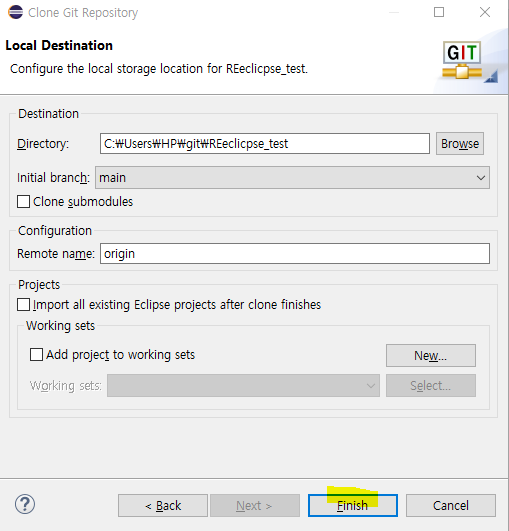 Clone Git Repository
Local Destination
Configure the local storage location for REeclicpse_test.
GIT
Destination
Directory: C:₩Users₩HP₩git₩REeclicpse_test Browse
Initial branch: main
Clone submodules
Configuration
Remote name: origin
Projects
Import all existing Eclipse projects after clone finishes
Working sets
Add project to working sets New...
Working sets: Select...
? < Back Next > Finish Cancel